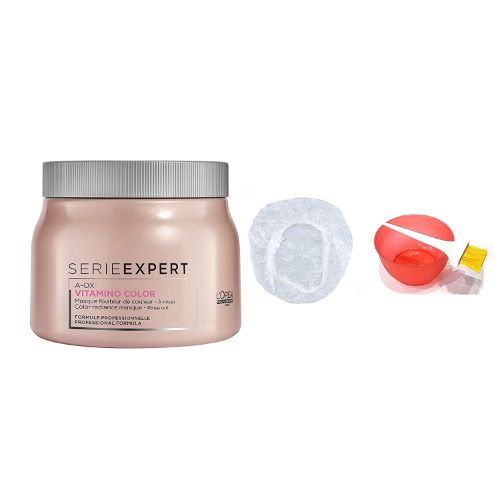 SERIEEXPERT
A-OX
VITAMINO COLOR
Masque fixateur de couleur - À rincer
Color radiance masque - Rinse out
L'ORÉAL
FORMULE PROFESSIONNELLE
PROFESSIONAL FORMULA